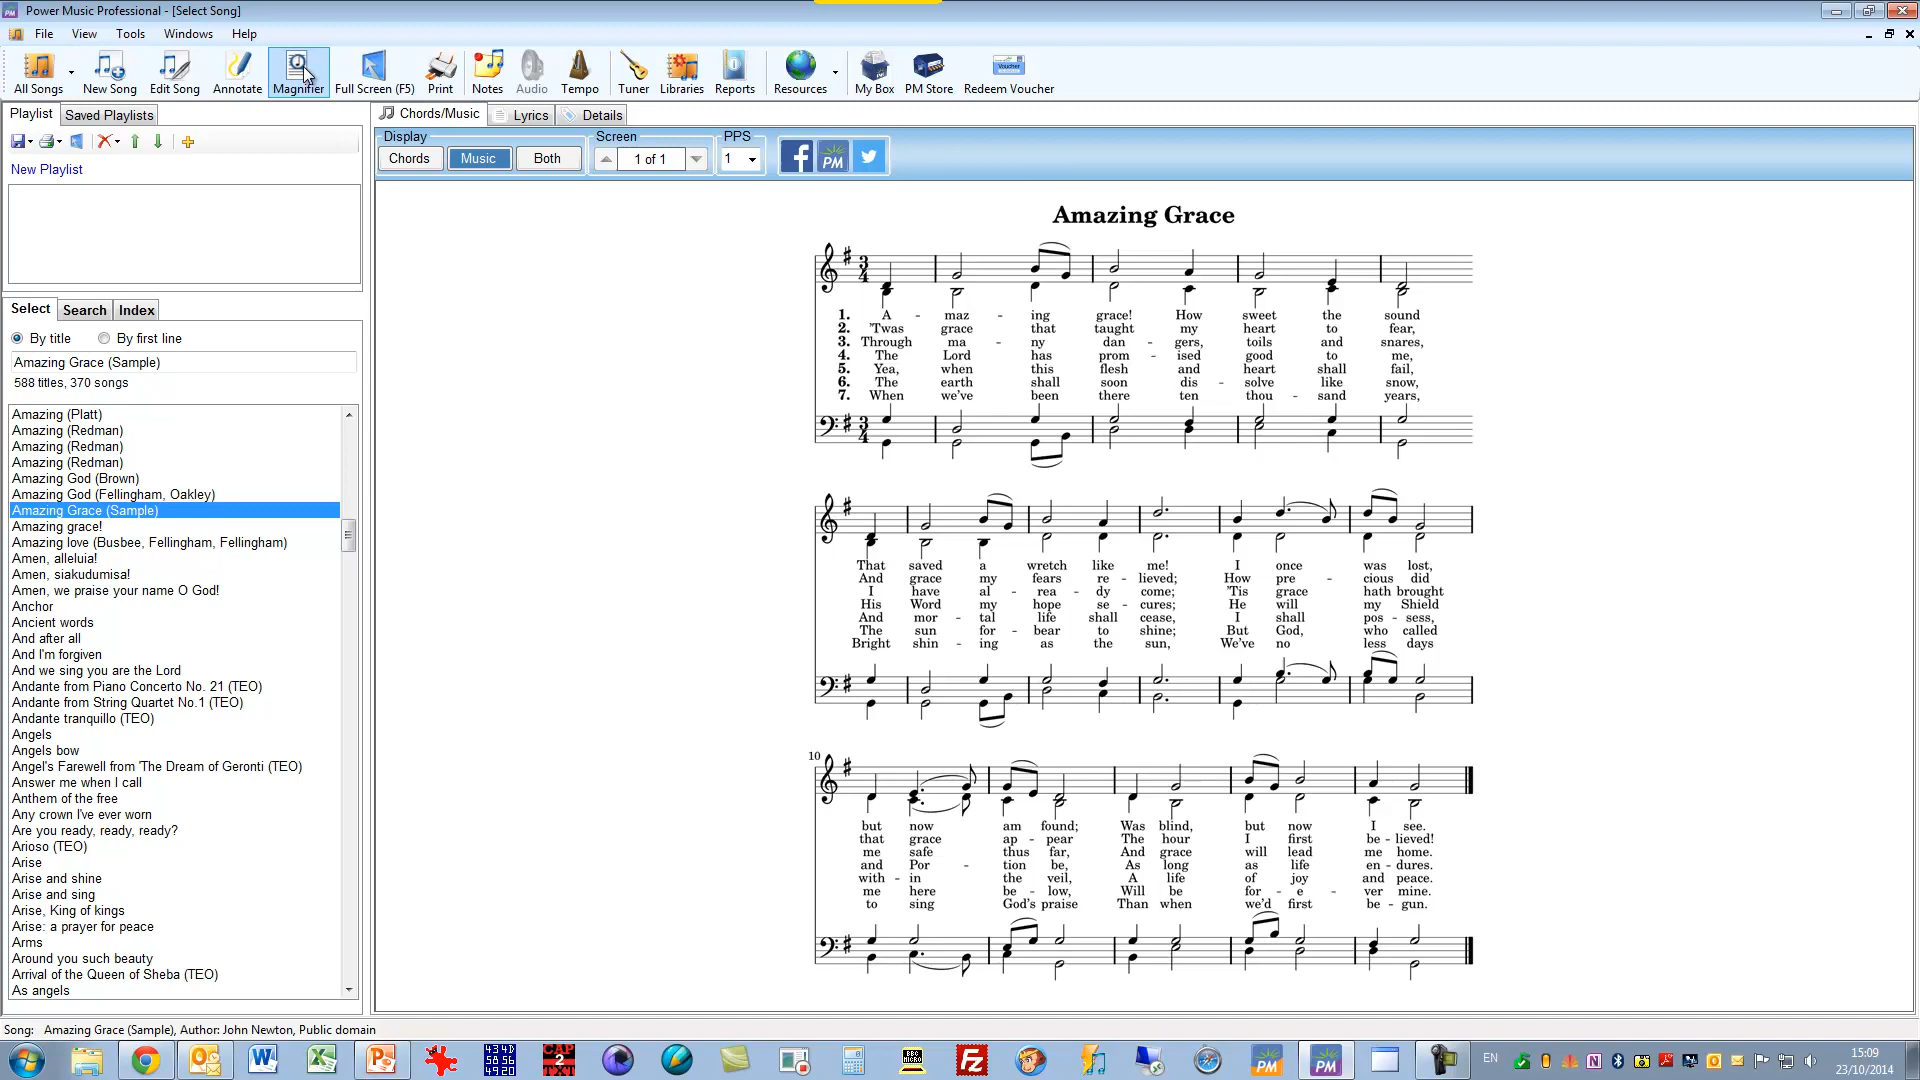 Power Music Professional - [Select Song]
File View Tools Windows Help
All Songs New Song Edit Song Annotate Magnifier Full Screen (F5) Print Notes Audio Tempo Tuner Libraries Reports Resources My Box PM Store Redeem Voucher
Voucher
Playlist Saved Playlists
New Playlist
Select Search Index
By title By first line
Amazing Grace (Sample)
588 titles, 370 songs
Amazing (Platt)
Amazing (Redman)
Amazing (Redman)
Amazing (Redman)
Amazing God (Brown)
Amazing God (Fellingham, Oakley)
Amazing Grace (Sample)
Amazing grace!
Amazing love (Busbee, Fellingham, Fellingham)
Amen, alleluia!
Amen, siakudumisa!
Amen, we praise your name O God!
Anchor
Ancient words
And after all
And I'm forgiven
And we sing you are the Lord
Andante from Piano Concerto No. 21 (TEO)
Andante from String Quartet No.1 (TEO)
Andante tranquillo (TEO)
Angels
Angels bow
Angel's Farewell from 'The Dream of Geronti (TEO)
Answer me when I call
Anthem of the free
Any crown I've ever worn
Are you ready, ready, ready?
Arioso (TEO)
Arise
Arise and shine
Arise and sing
Arise, King of kings
Arise: a prayer for peace
Arms
Around you such beauty
Arrival of the Queen of Sheba (TEO)
As angels
Chords/Music Lyrics Details
Display Screen PPS
Chords Music Both 1 of 1 1
PM
Amazing Grace
3 4
1. A - maz - ing grace! How sweet the sound
2. 'Twas grace that taught my heart to fear,
3. Through ma - ny dan - gers, toils and snares,
4. The Lord has prom - ised good to me,
5. Yea, when this flesh and heart shall fail,
6. The earth shall soon dis - solve like snow,
7. When we've been there ten thou - sand years,
3 4
That saved a wretch like me! I once was lost,
And grace my fears re - lieved; How pre - cious did
I have al - rea - dy come; 'Tis grace hath brought
His Word my hope se - cures; He will my Shield
And mor - tal life shall cease, I shall pos - sess,
The sun for - bear to shine; But God, who called
Bright shin - ing as the sun, We've no less days
10
but now am found; Was blind, but now I see.
that grace ap - pear The hour I first be - lieved!
me safe thus far, And grace will lead me home.
and Por - tion be, As long as life en - dures.
with - in the veil, A life of joy and peace.
me here be - low, Will be for - e - ver mine.
to sing God's praise Than when we'd first be - gun.
Song: Amazing Grace (Sample), Author: John Newton, Public domain
434D
5856
4920
CAP
2
TXT
BBC
MICRO
PM
PM
EN
15:09
23/10/2014